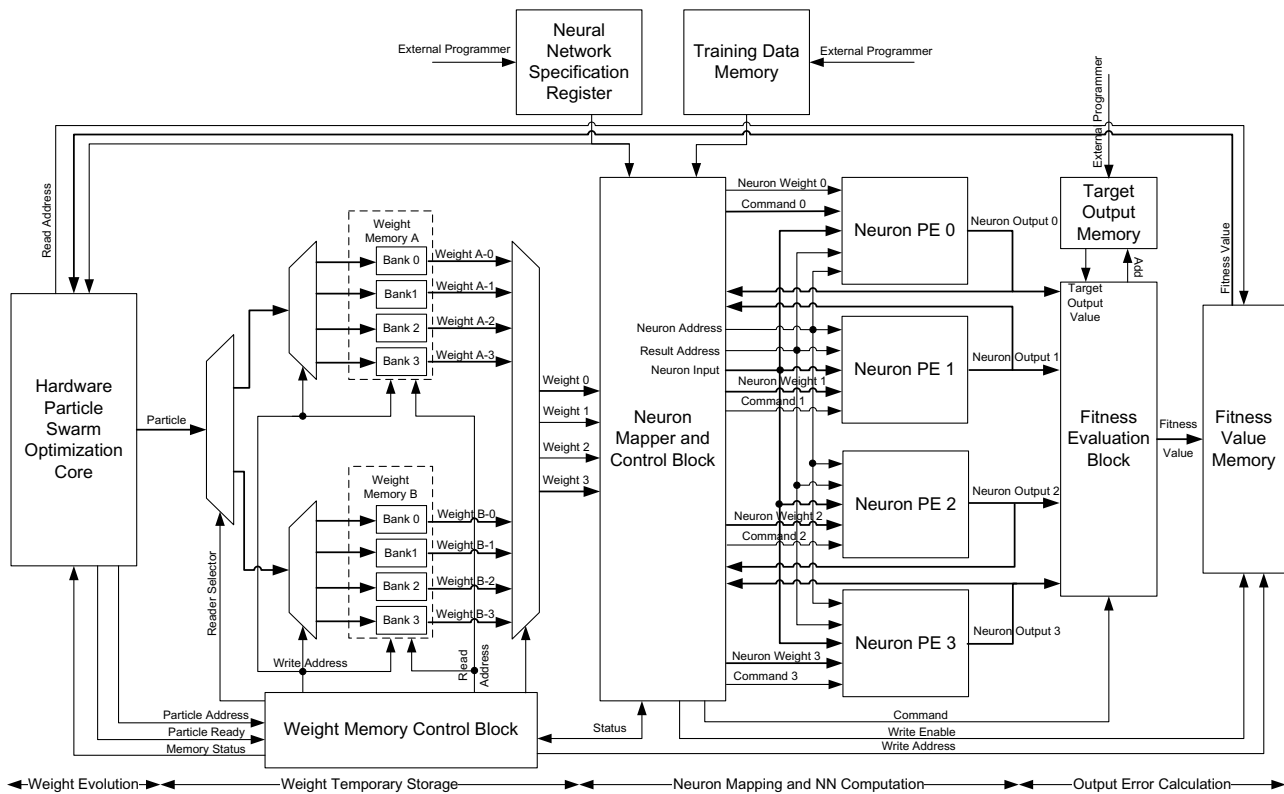 Neural
Network
Specification
Register
External Programmer
Training Data
Memory
External Programmer
External Programmer
Read Address
Hardware
Particle
Swarm
Optimization
Core
Particle
Weight
Memory A
Bank 0
Bank1
Bank 2
Bank 3
Weight A-0
Weight A-1
Weight A-2
Weight A-3
Weight
Memory B
Bank 0
Bank1
Bank 2
Bank 3
Weight B-0
Weight B-1
Weight B-2
Weight B-3
Weight 0
Weight 1
Weight 2
Weight 3
Reader Selector
Write Address
Read
Address
Particle Address
Particle Ready
Memory Status
Weight Memory Control Block
Status
Neuron
Mapper and
Control Block
Neuron Weight 0
Command 0
Neuron Address
Result Address
Neuron Input
Neuron Weight 1
Command 1
Neuron Weight 2
Command 2
Neuron Weight 3
Command 3
Neuron PE 0
Neuron PE 1
Neuron PE 2
Neuron PE 3
Neuron Output 0
Neuron Output 1
Neuron Output 2
Neuron Output 3
Target
Output
Memory
Add
Target
Output
Value
Fitness
Evaluation
Block
Fitness
Value
Fitness Value
Fitness
Value
Memory
Command
Write Enable
Write Address
Weight Evolution
Weight Temporary Storage
Neuron Mapping and NN Computation
Output Error Calculation